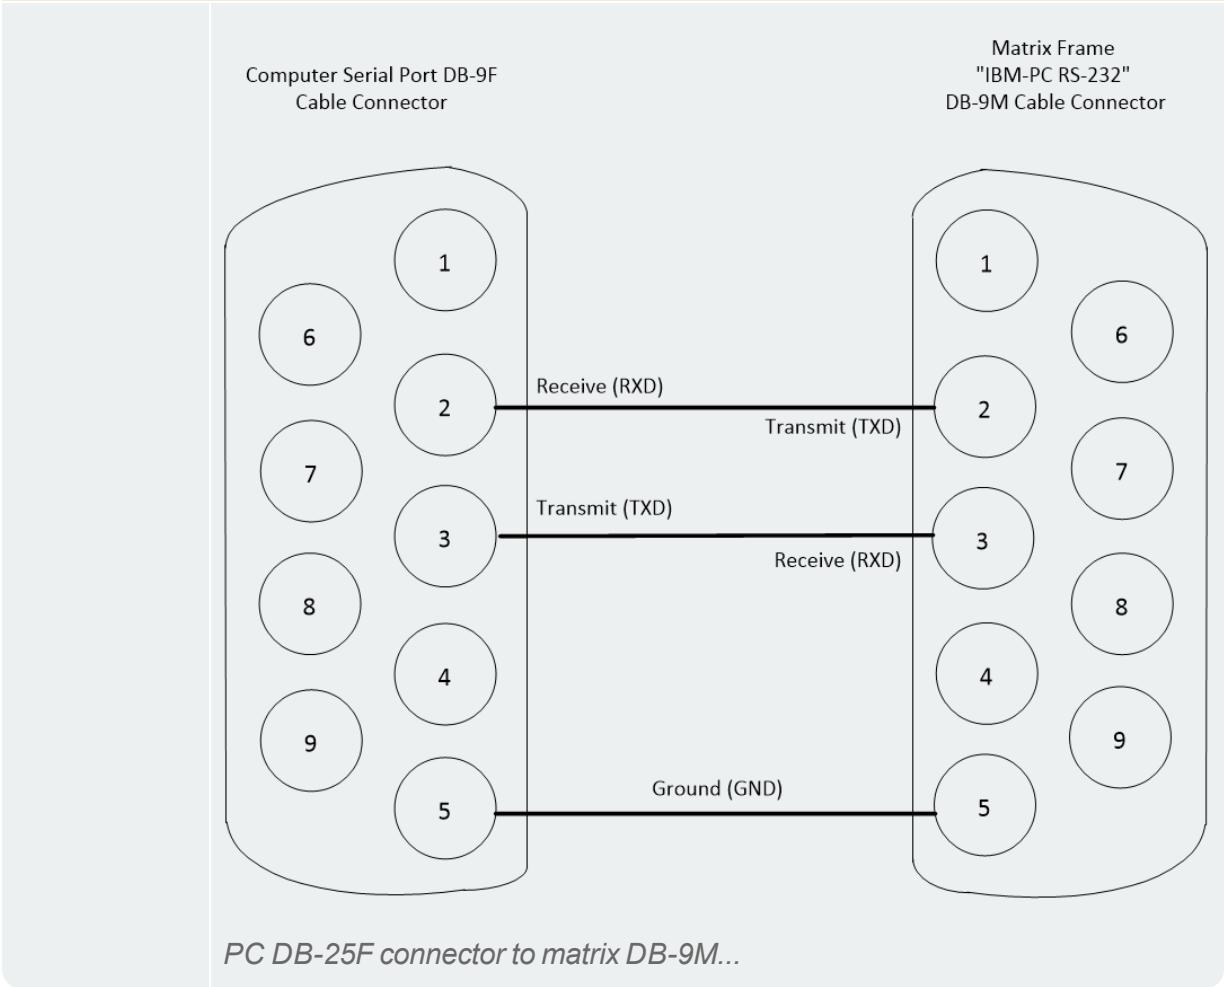 Computer Serial Port DB-9F
Cable Connector
Matrix Frame
"IBM-PC RS-232"
DB-9M Cable Connector
1
6
2
7
3
8
4
9
5
Receive (RXD)
Transmit (TXD)
Transmit (TXD)
Receive (RXD)
Ground (GND)
1
6
2
7
3
8
4
9
5
PC DB-25F connector to matrix DB-9M...